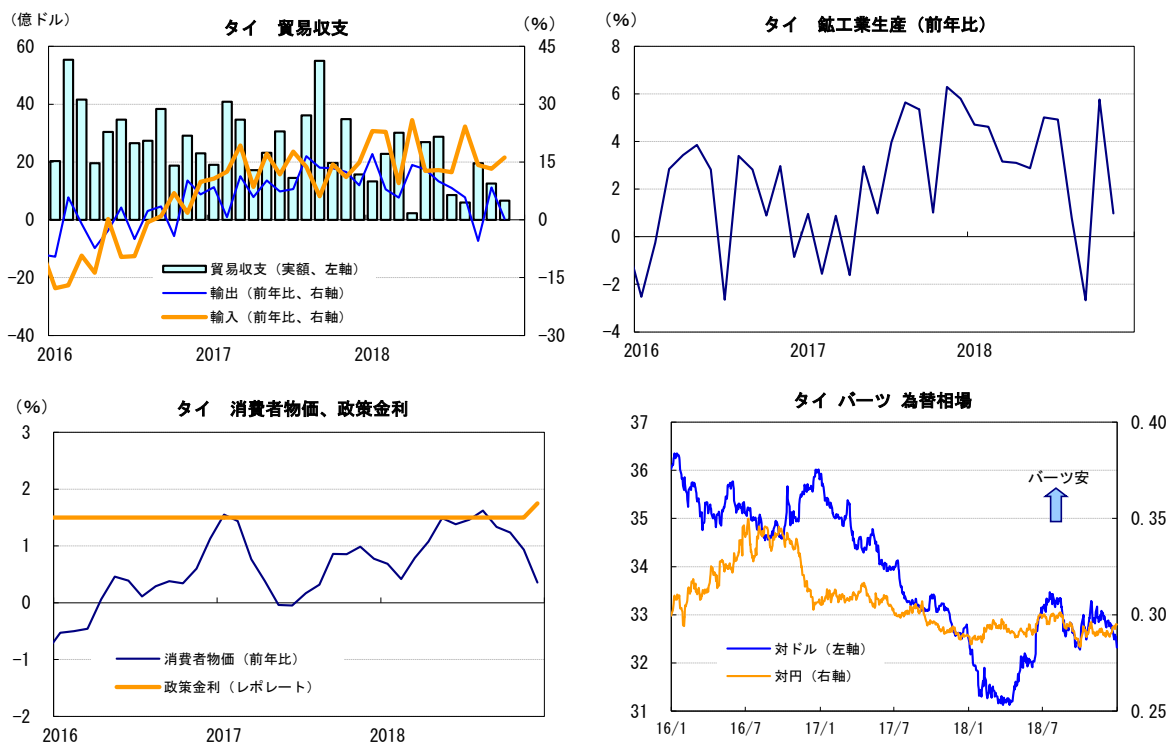 タイ 貿易収支
（億ドル）
（%）
60
40
20
0
-20
-40
45
30
15
0
-15
-30
貿易収支（実額、左軸）
輸出（前年比、右軸）
輸入（前年比、右軸）
2016 2017 2018
タイ 鉱工業生産（前年比）
（%）
8
6
4
2
0
-2
-4
2016 2017 2018
タイ 消費者物価、政策金利
（%）
3
2
1
0
-1
-2
消費者物価（前年比）
政策金利（レポレート）
2016 2017 2018
タイ バーツ 為替相場
37
36
35
34
33
32
31
0.40
0.35
0.30
0.25
バーツ安
対ドル（左軸）
対円（右軸）
16/1 16/7 17/1 17/7 18/1 18/7